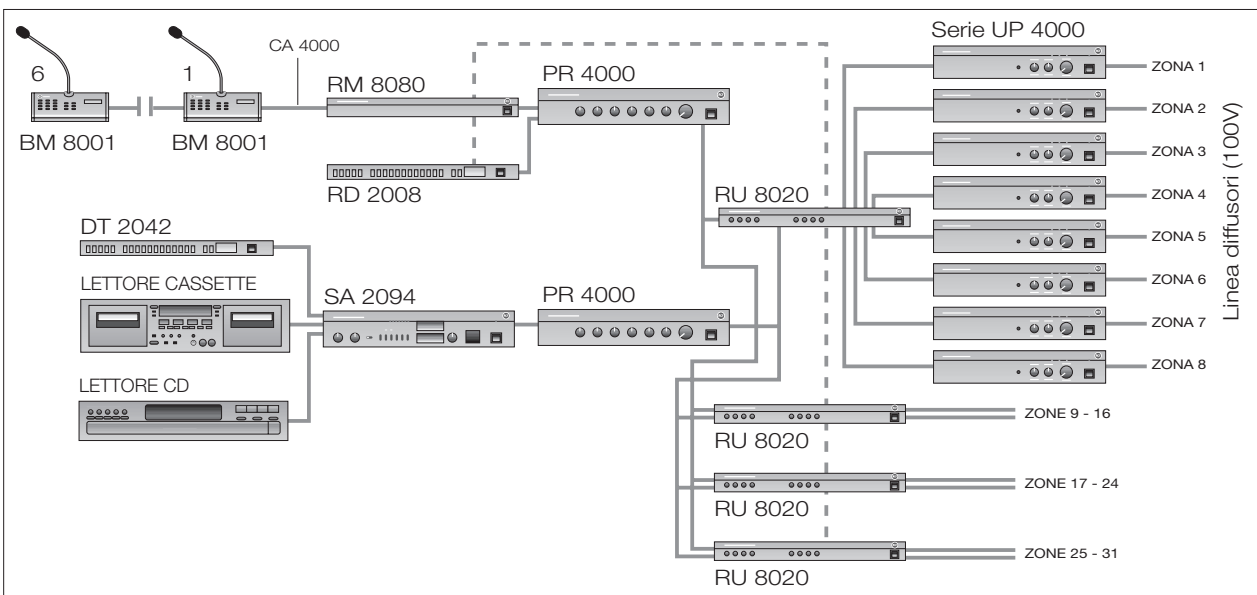 Serie UP 4000
CA 4000
6
1
RM 8080
PR 4000
BM 8001
BM 8001
RD 2008
RU 8020
ZONA 1
ZONA 2
ZONA 3
ZONA 4
ZONA 5
ZONA 6
ZONA 7
ZONA 8
Linea diffusori (100V)
DT 2042
LETTORE CASSETTE
SA 2094
PR 4000
LETTORE CD
ZONE 9 - 16
RU 8020
ZONE 17 - 24
RU 8020
ZONE 25 - 31
RU 8020